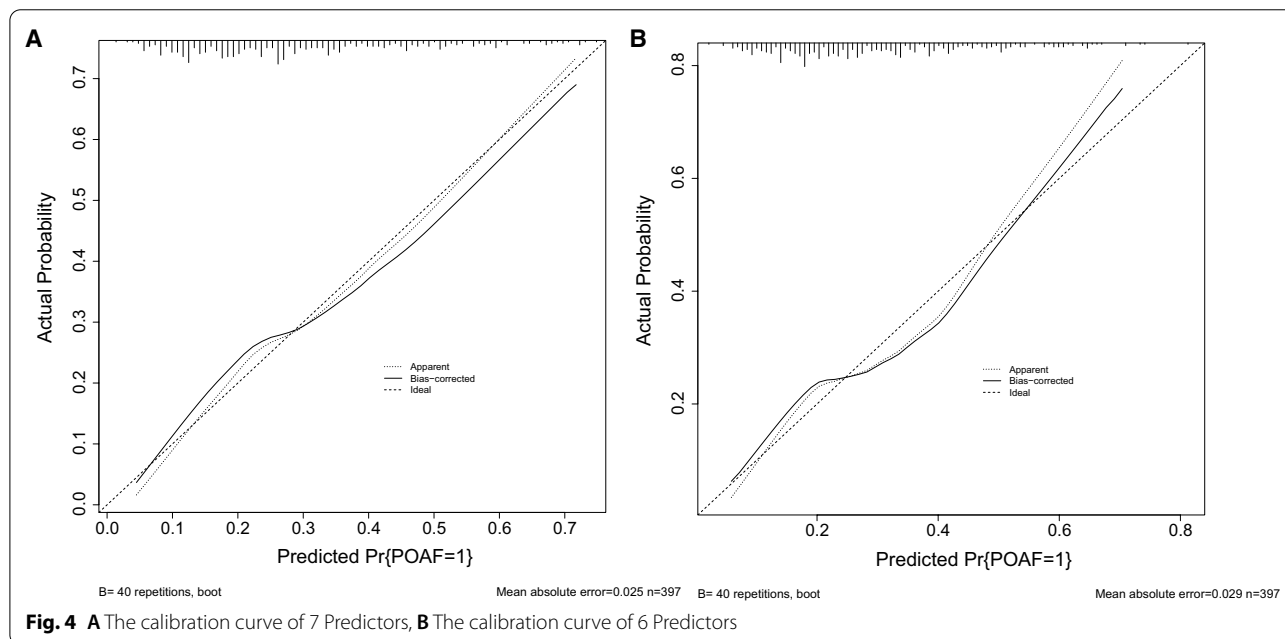 A
B
0.7
0.6
0.5
0.4
0.3
0.2
0.1
0.0
Actual Probability
Apparent
Bias-corrected
Ideal
0.0 0.1 0.2 0.3 0.4 0.5 0.6 0.7
Predicted Pr{POAF=1}
B= 40 repetitions, boot
Mean absolute error=0.025 n=397
0.8
0.6
0.4
0.2
Actual Probability
Apparent
Bias-corrected
Ideal
0.2 0.4 0.6 0.8
Predicted Pr{POAF=1}
B= 40 repetitions, boot
Mean absolute error=0.029 n=397
Fig. 4 A The calibration curve of 7 Predictors, B The calibration curve of 6 Predictors